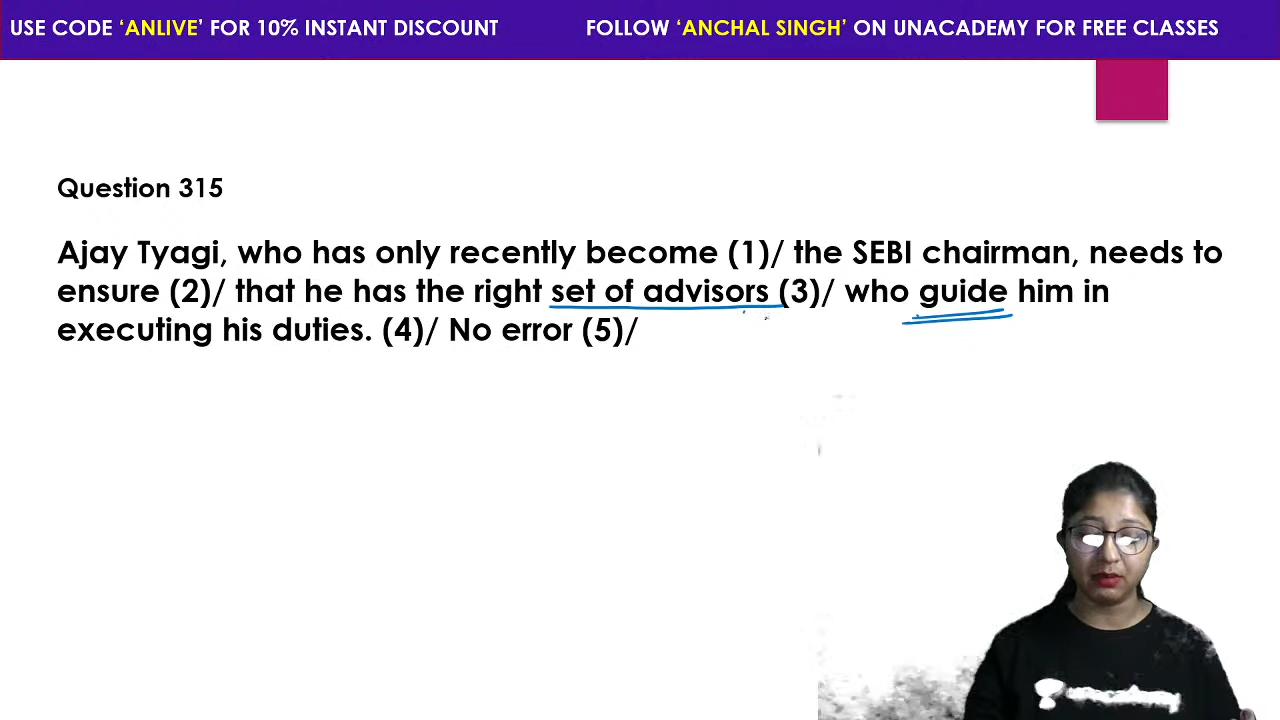 USE CODE ‘ANLIVE’ FOR 10% INSTANT DISCOUNT FOLLOW ‘ANCHAL SINGH’ ON UNACADEMY FOR FREE CLASSES
Question 315
Ajay Tyagi, who has only recently become (1)/ the SEBI chairman, needs to
ensure (2)/ that he has the right set of advisors (3)/ who guide him in
executing his duties. (4)/ No error (5)/